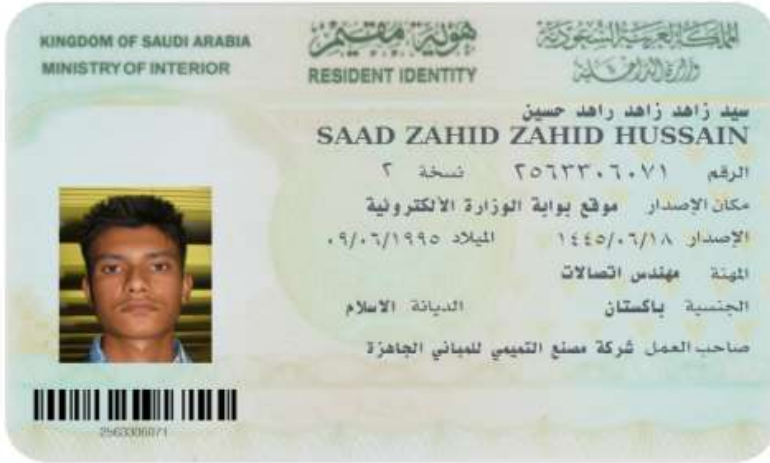 KINGDOM OF SAUDI ARABIA
MINISTRY OF INTERIOR
هوية مقيم
RESIDENT IDENTITY
المملكة العربية السعودية
وزارة الداخلية
سيد زاهد زاهد راهد حسين
SAAD ZAHID ZAHID HUSSAIN
الرقم ٢٥٦٣٣٠٦٠٧١ نسخة ٢
مكان الإصدار موقع بوابة الوزارة الألكترونية
الإصدار ١٤٤٥/٠٦/١٨ الميلاد ٠٩/٠٦/١٩٩٥
المهنة مهندس اتصالات
الجنسية باكستان الديانة الاسلام
صاحب العمل شركة مصنع التميمي للمباني الجاهزة
2563306071